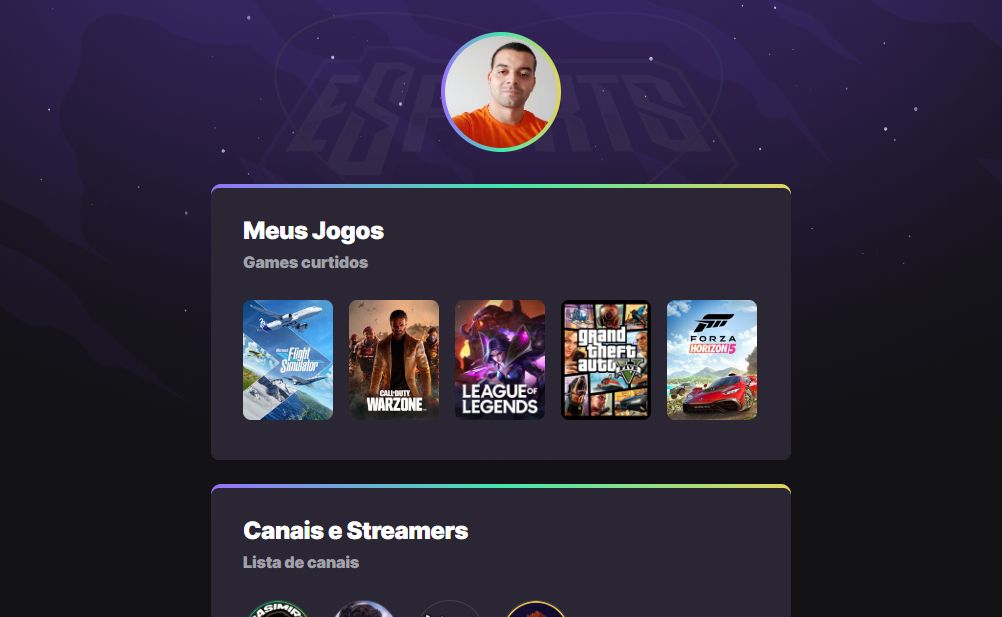 ESPORTS
Meus Jogos
Games curtidos
Microsoft
Flight
Simulator
CALL OF DUTY
WARZONE
LEAGUE OF
LEGENDS
grand
theft
auto
FIVE
FORZA
HORIZON 5
Canais e Streamers
Lista de canais
CASIMIRO